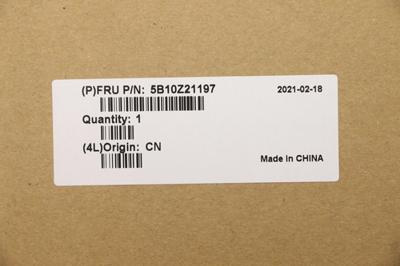 (P)FRU P/N: 5B10Z21197 2021-02-18
Quantity: 1
(4L)Origin: CN
Made in CHINA